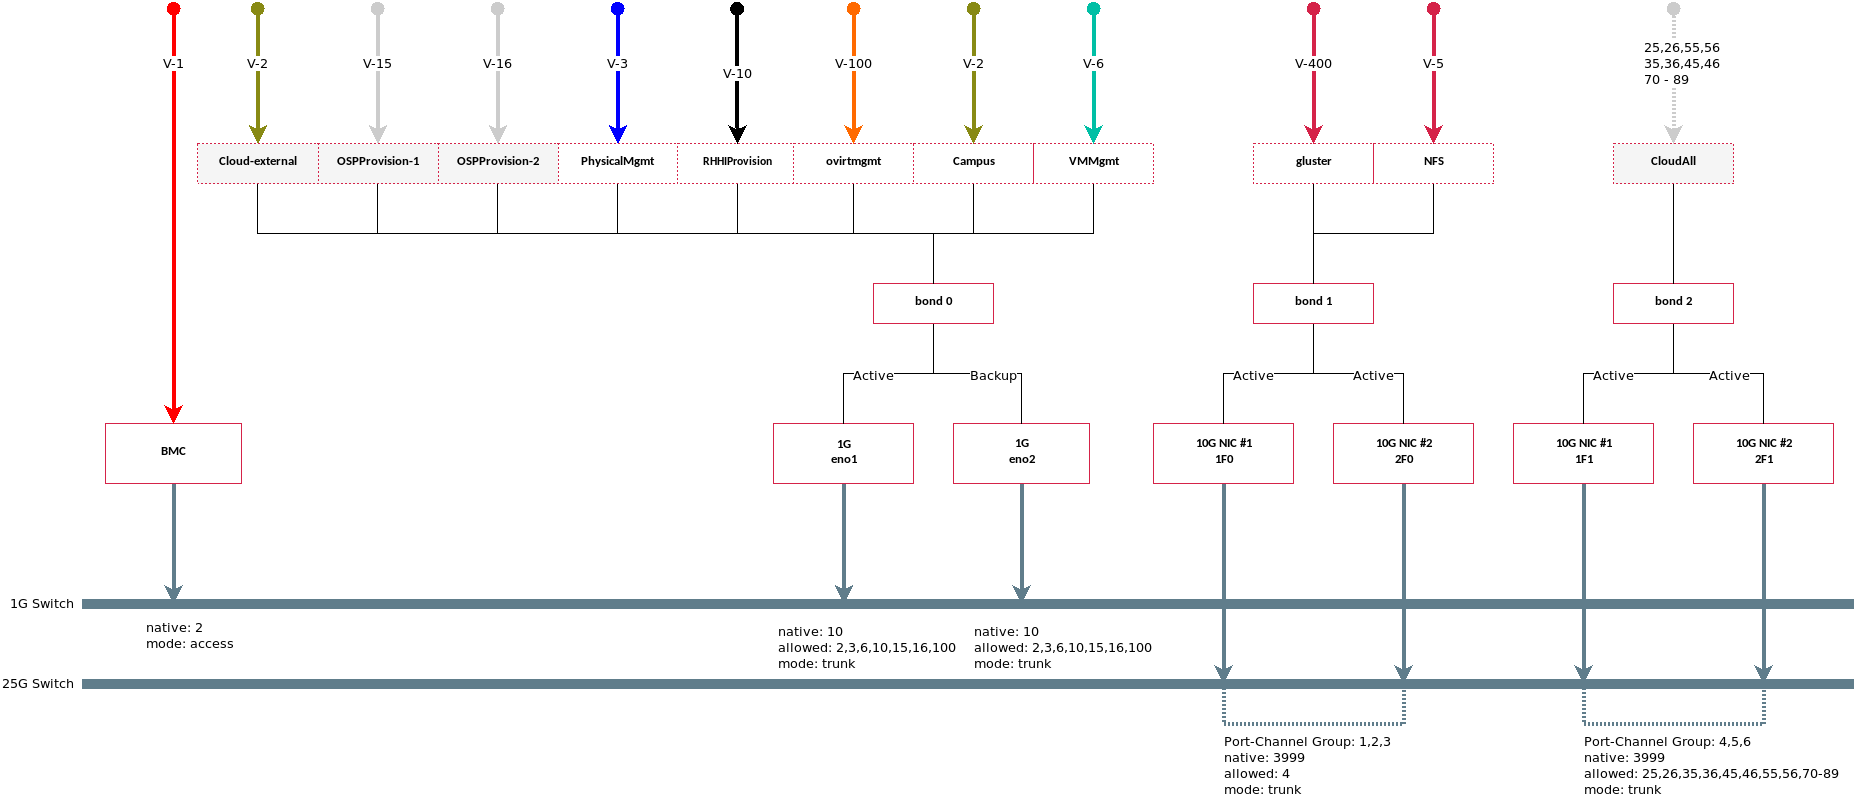 V-1
V-2
V-15
V-16
V-3
V-10
V-100
V-2
V-6
V-400
V-5
25,26,55,56
35,36,45,46
70 - 89
Cloud-external
OSPProvision-1
OSPProvision-2
PhysicalMgmt
RHHIProvision
ovirtmgmt
Campus
VMMgmt
gluster
NFS
CloudAll
bond 0
bond 1
bond 2
Active
Backup
Active
Active
Active
Active
BMC
1G
eno1
1G
eno2
10G NIC #1
1F0
10G NIC #2
2F0
10G NIC #1
1F1
10G NIC #2
2F1
1G Switch
native: 2
mode: access
native: 10
allowed: 2,3,6,10,15,16,100
mode: trunk
native: 10
allowed: 2,3,6,10,15,16,100
mode: trunk
25G Switch
Port-Channel Group: 1,2,3
native: 3999
allowed: 4
mode: trunk
Port-Channel Group: 4,5,6
native: 3999
allowed: 25,26,35,36,45,46,55,56,70-89
mode: trunk